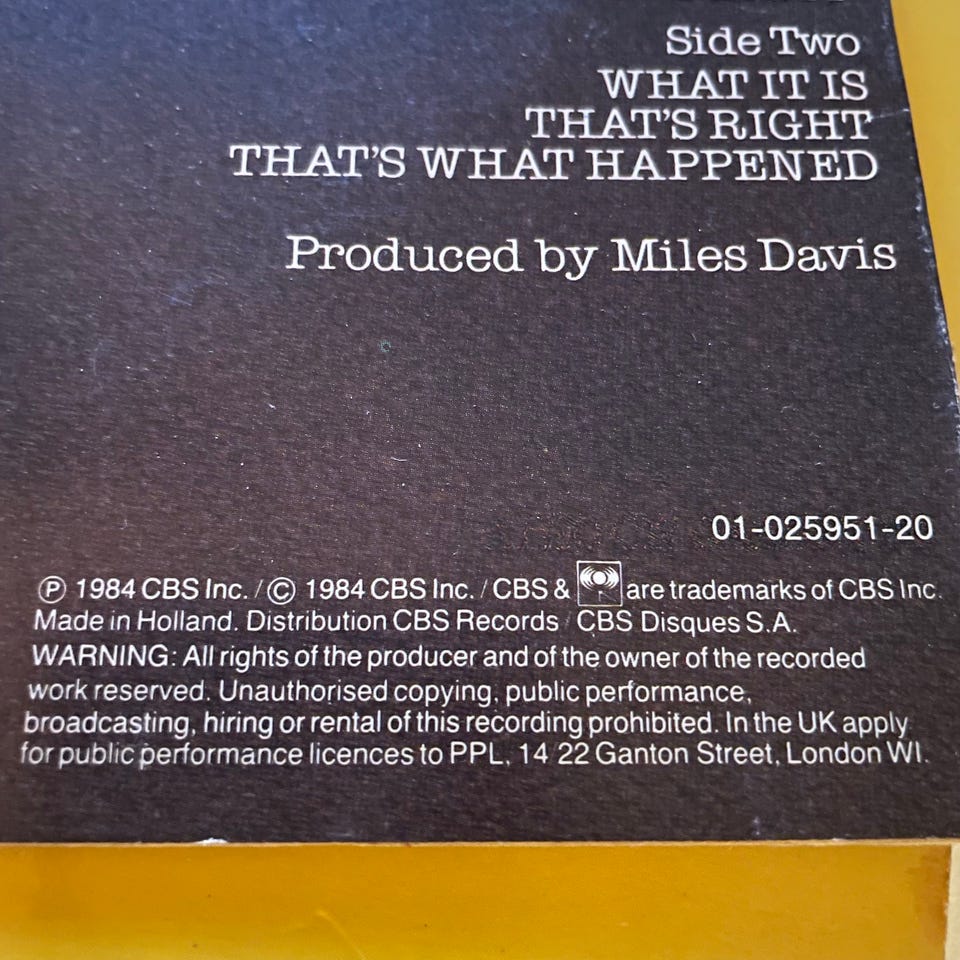 Side Two
WHAT IT IS
THAT'S RIGHT
THAT'S WHAT HAPPENED
Produced by Miles Davis
01-025951-20
Ⓟ 1984 CBS Inc. / © 1984 CBS Inc. / CBS & are trademarks of CBS Inc.
Made in Holland. Distribution CBS Records / CBS Disques S.A.
WARNING: All rights of the producer and of the owner of the recorded
work reserved. Unauthorised copying, public performance,
broadcasting, hiring or rental of this recording prohibited. In the UK apply
for public performance licences to PPL, 14 22 Ganton Street, London WI.